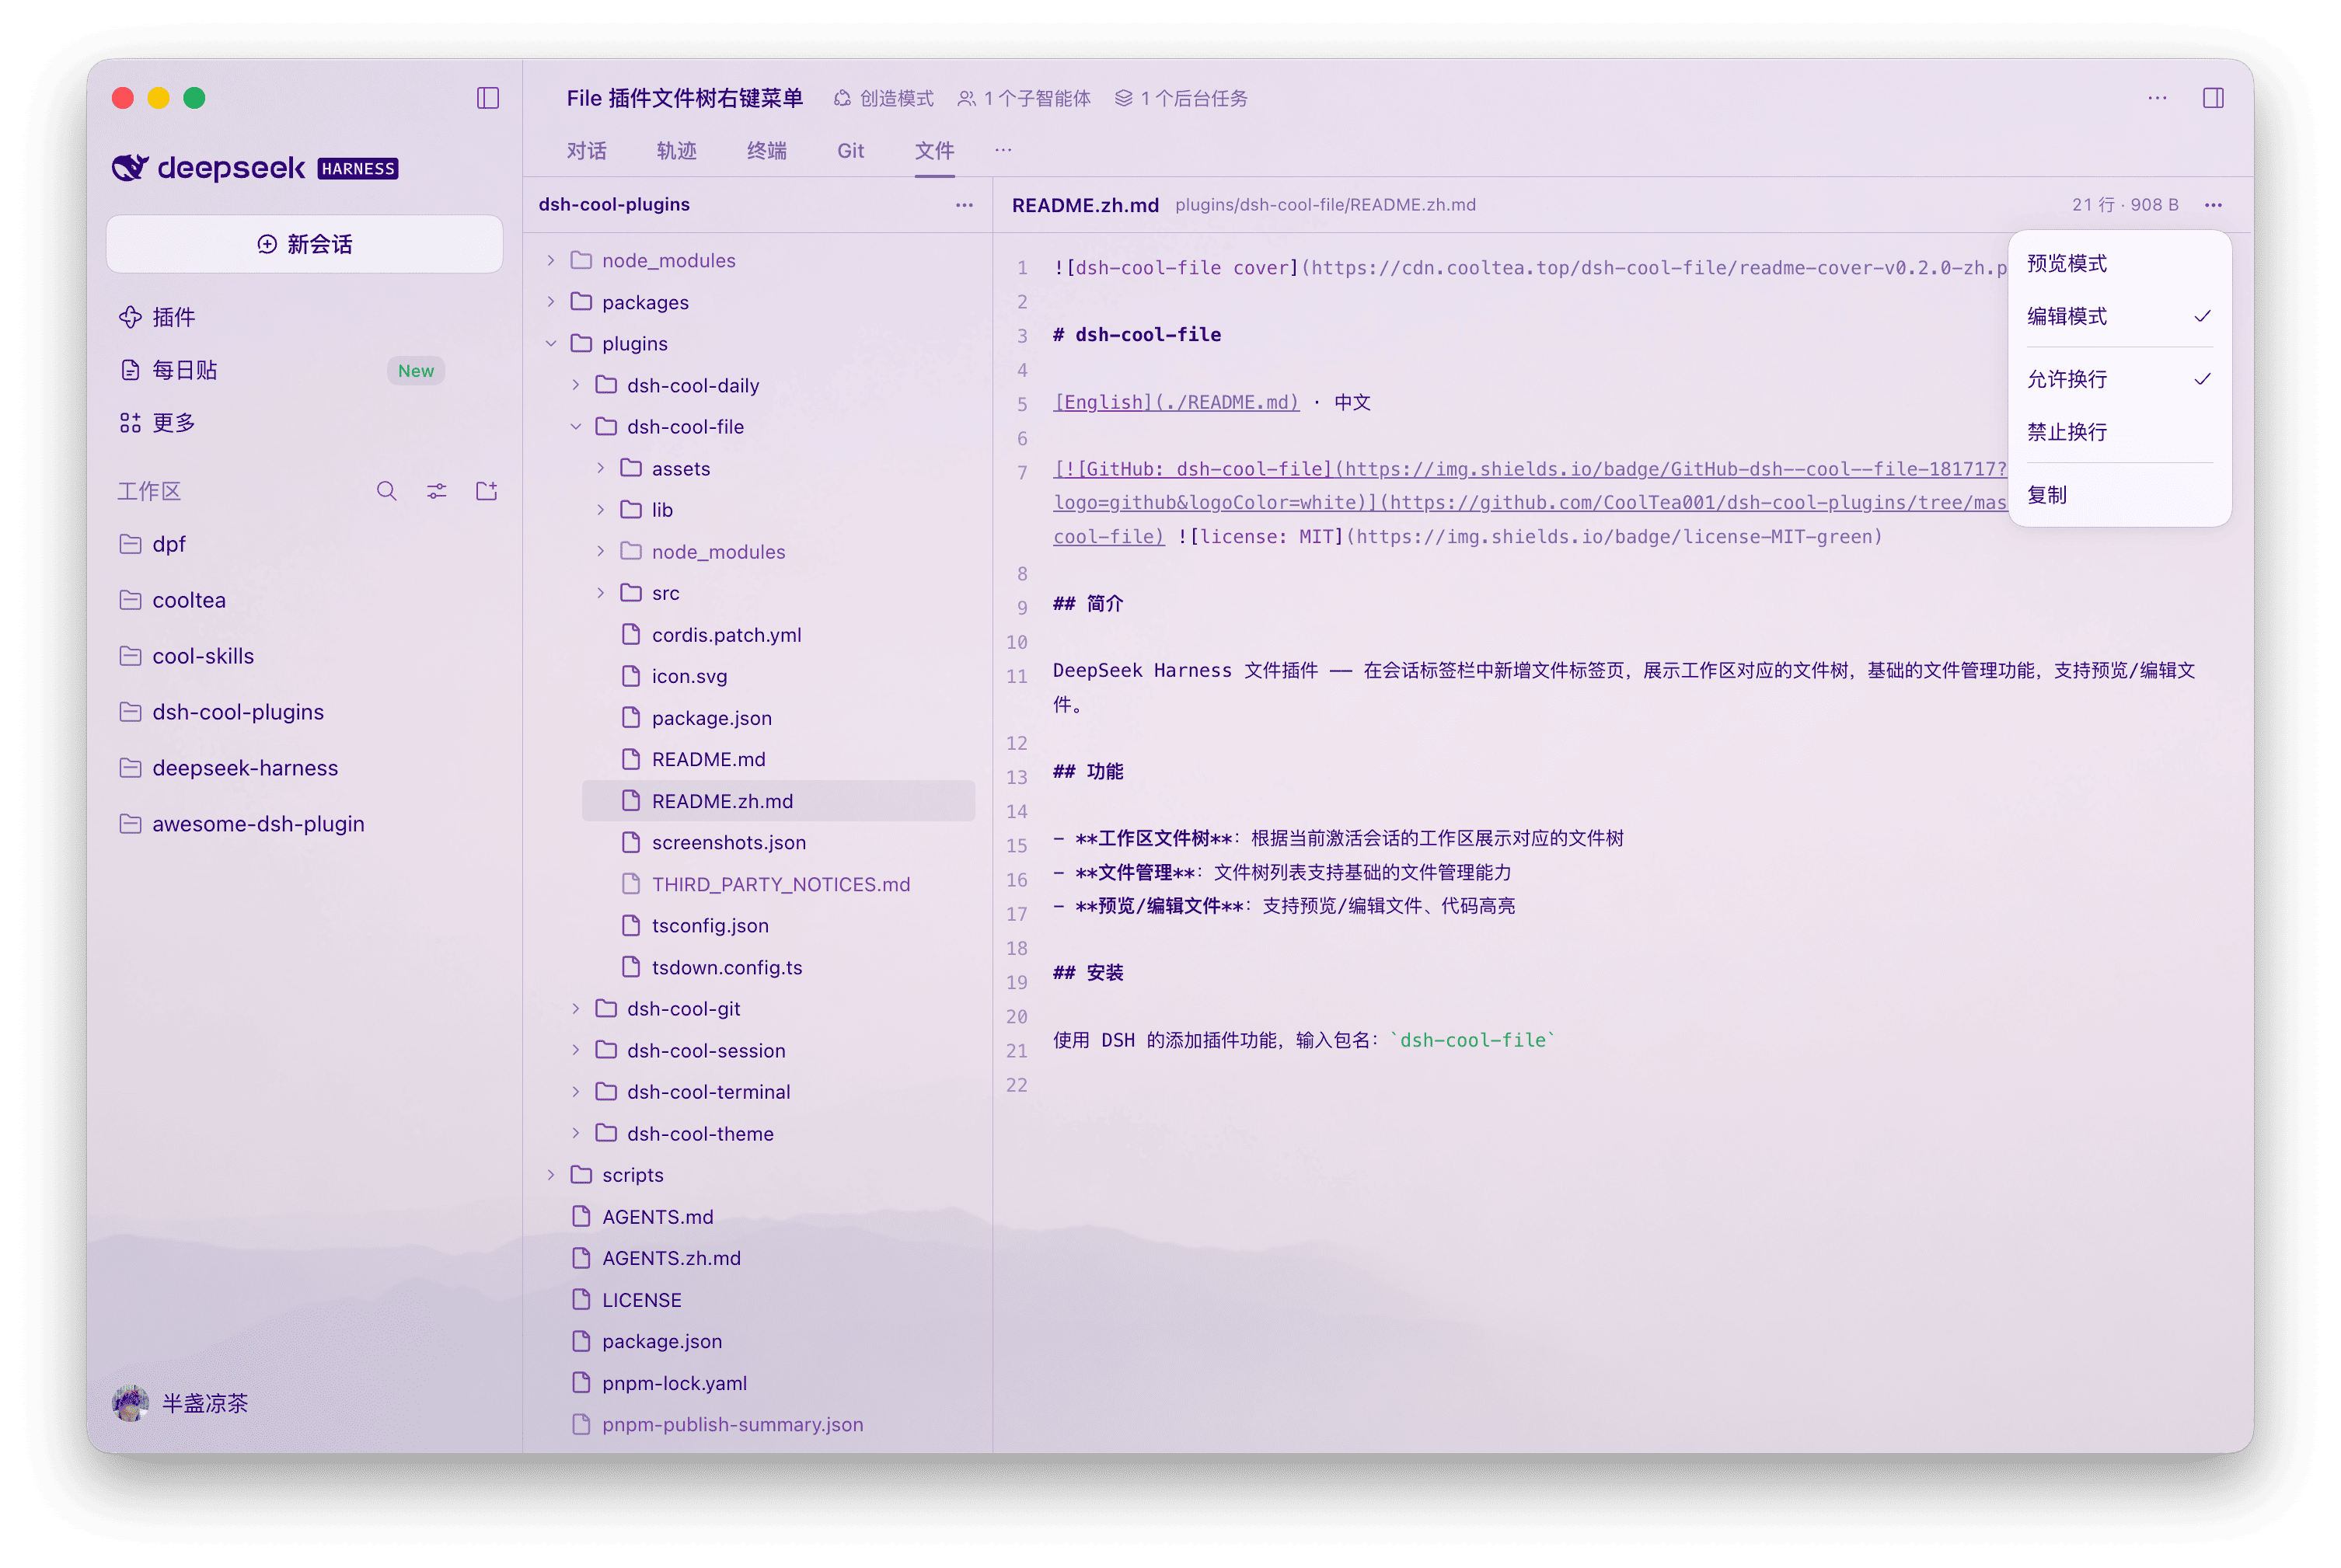 deepseek HARNESS
新会话
插件
每日贴 New
更多
工作区
dpf
cooltea
cool-skills
dsh-cool-plugins
deepseek-harness
awesome-dsh-plugin
半盏凉茶
File 插件文件树右键菜单 创造模式 1 个子智能体 1 个后台任务
对话 轨迹 终端 Git 文件
dsh-cool-plugins
node_modules
packages
plugins
dsh-cool-daily
dsh-cool-file
assets
lib
node_modules
src
cordis.patch.yml
icon.svg
package.json
README.md
README.zh.md
screenshots.json
THIRD_PARTY_NOTICES.md
tsconfig.json
tsdown.config.ts
dsh-cool-git
dsh-cool-session
dsh-cool-terminal
dsh-cool-theme
scripts
AGENTS.md
AGENTS.zh.md
LICENSE
package.json
pnpm-lock.yaml
pnpm-publish-summary.json
README.zh.md plugins/dsh-cool-file/README.zh.md 21 行 · 908 B
1 ![dsh-cool-file cover](https://cdn.cooltea.top/dsh-cool-file/readme-cover-v0.2.0-zh.p
2
3 # dsh-cool-file
4
5 [English](./README.md) · 中文
6
7 [![GitHub: dsh-cool-file](https://img.shields.io/badge/GitHub-dsh--cool--file-181717?
logo=github&logoColor=white)](https://github.com/CoolTea001/dsh-cool-plugins/tree/mas
cool-file) ![license: MIT](https://img.shields.io/badge/license-MIT-green)
8
9 ## 简介
10
11 DeepSeek Harness 文件插件 —— 在会话标签栏中新增文件标签页，展示工作区对应的文件树，基础的文件管理功能，支持预览/编辑文
件。
12
13 ## 功能
14
15 - **工作区文件树**：根据当前激活会话的工作区展示对应的文件树
16 - **文件管理**：文件树列表支持基础的文件管理能力
17 - **预览/编辑文件**：支持预览/编辑文件、代码高亮
18
19 ## 安装
20
21 使用 DSH 的添加插件功能，输入包名：`dsh-cool-file`
22
预览模式
编辑模式
允许换行
禁止换行
复制